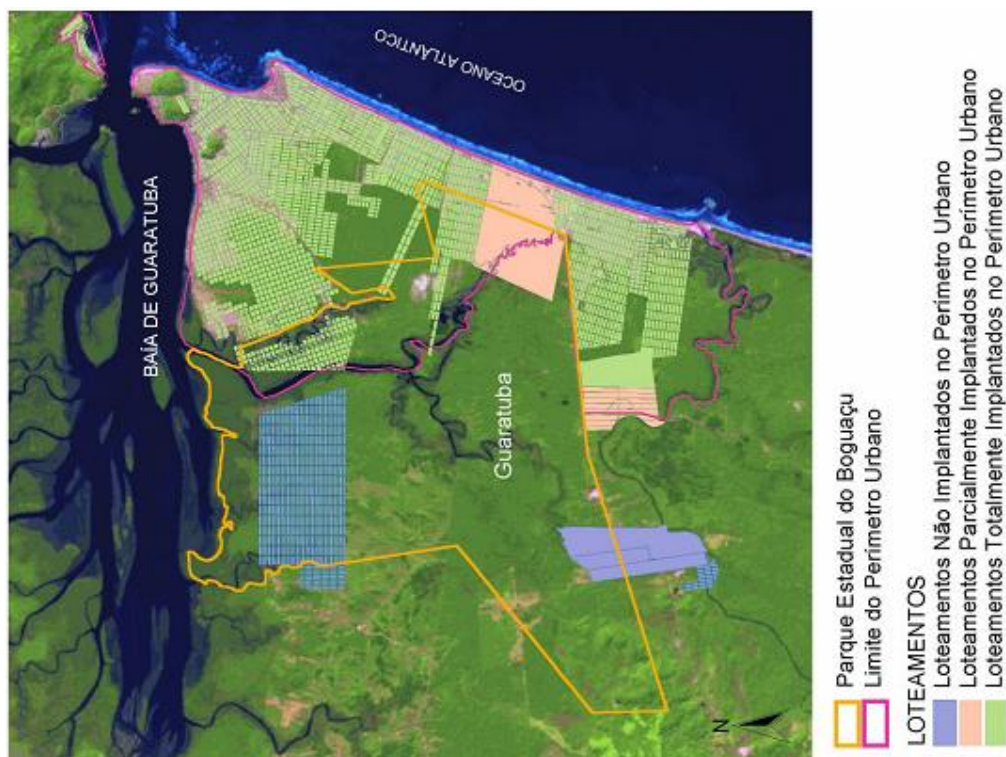 OCEANO ATLÂNTICO
BAÍA DE GUARATUBA
Guaratuba
N
Parque Estadual do Boguaçu
Limite do Perímetro Urbano
LOTEAMENTOS
Loteamentos Não Implantados no Perímetro Urbano
Loteamentos Parcialmente Implantados no Perímetro Urbano
Loteamentos Totalmente Implantados no Perímetro Urbano